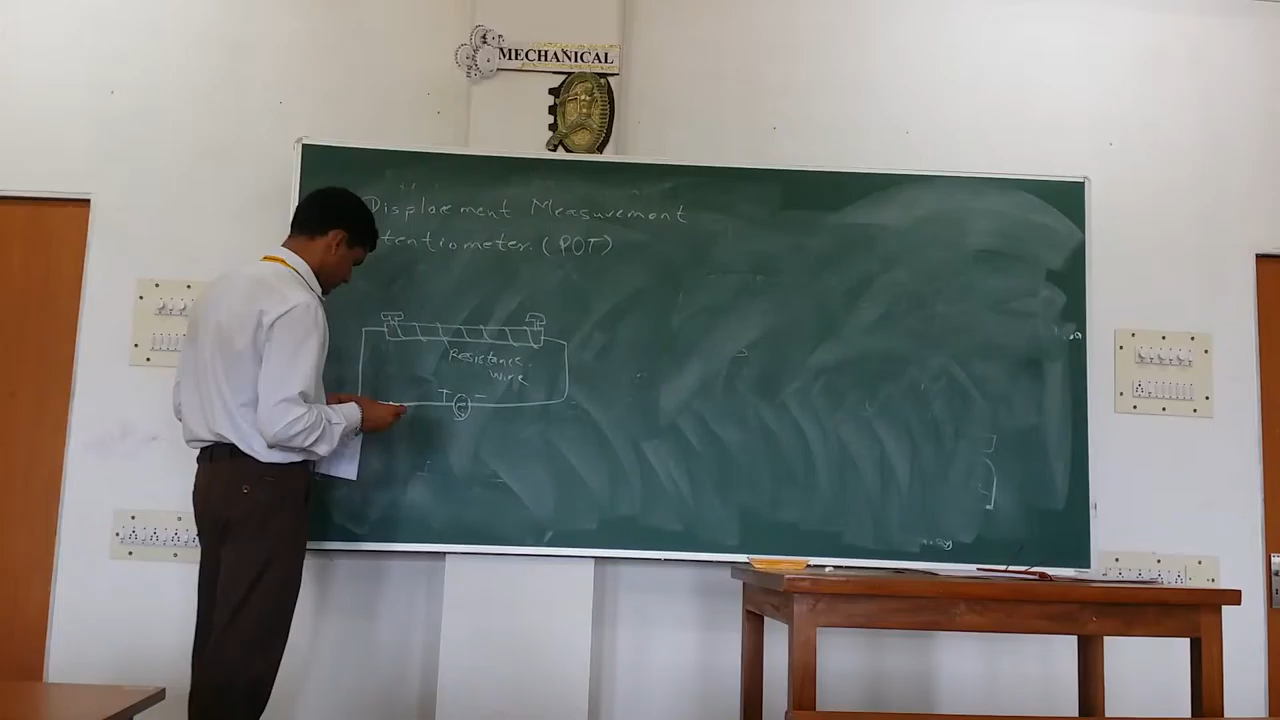 MECHANICAL
Displacement Measurement
tentiometer. (POT)
Resistance
wire
+ -